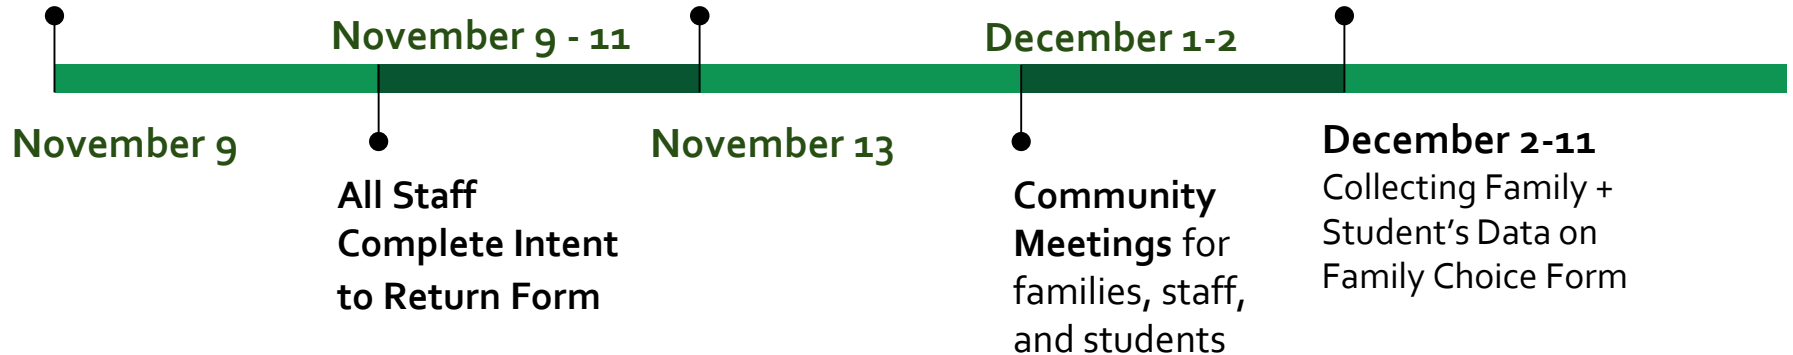 November 9 - 11
December 1-2
November 9
November 13
December 2-11
Collecting Family +
Student’s Data on
Family Choice Form
All Staff
Complete Intent
to Return Form
Community
Meetings for
families, staff,
and students